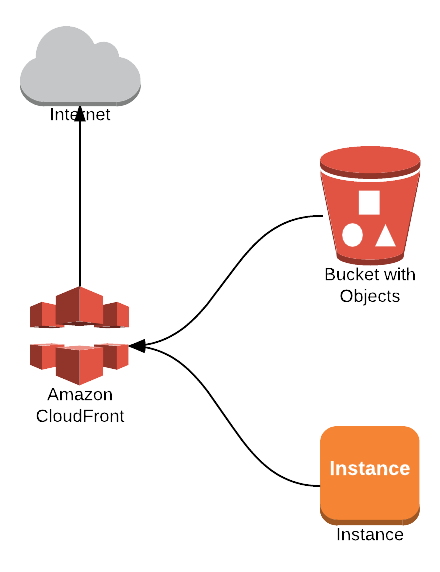 Internet
Bucket with
Objects
Amazon
CloudFront
Instance
Instance